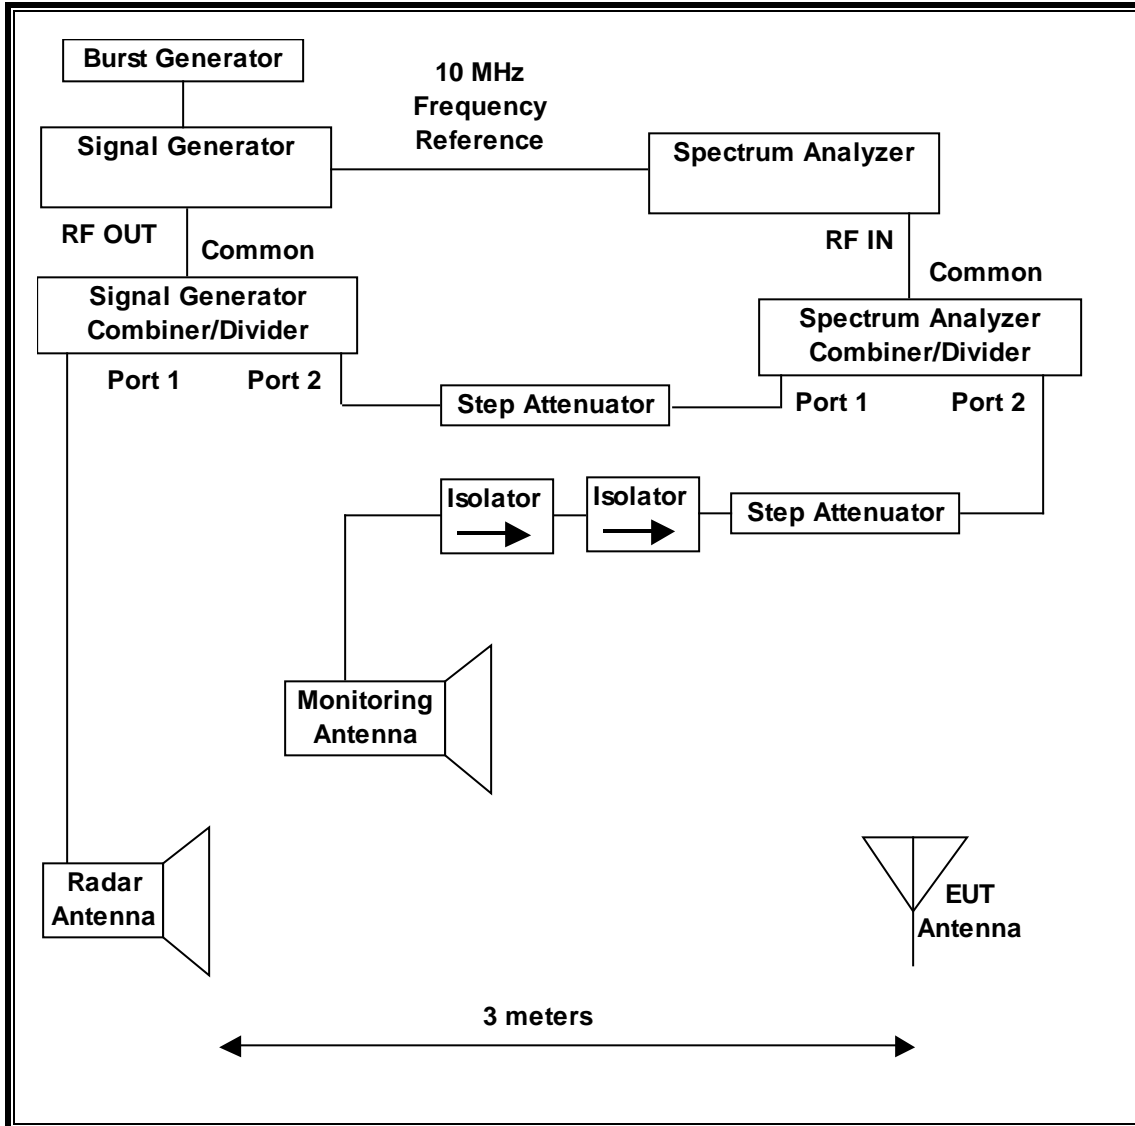 Burst Generator
10 MHz
Frequency
Reference
Signal Generator
Spectrum Analyzer
RF OUT
RF IN
Common
Common
Signal Generator
Combiner/Divider
Spectrum Analyzer
Combiner/Divider
Port 1
Port 2
Step Attenuator
Port 1
Port 2
Isolator
Isolator
Step Attenuator
Monitoring
Antenna
Radar
Antenna
EUT
Antenna
3 meters